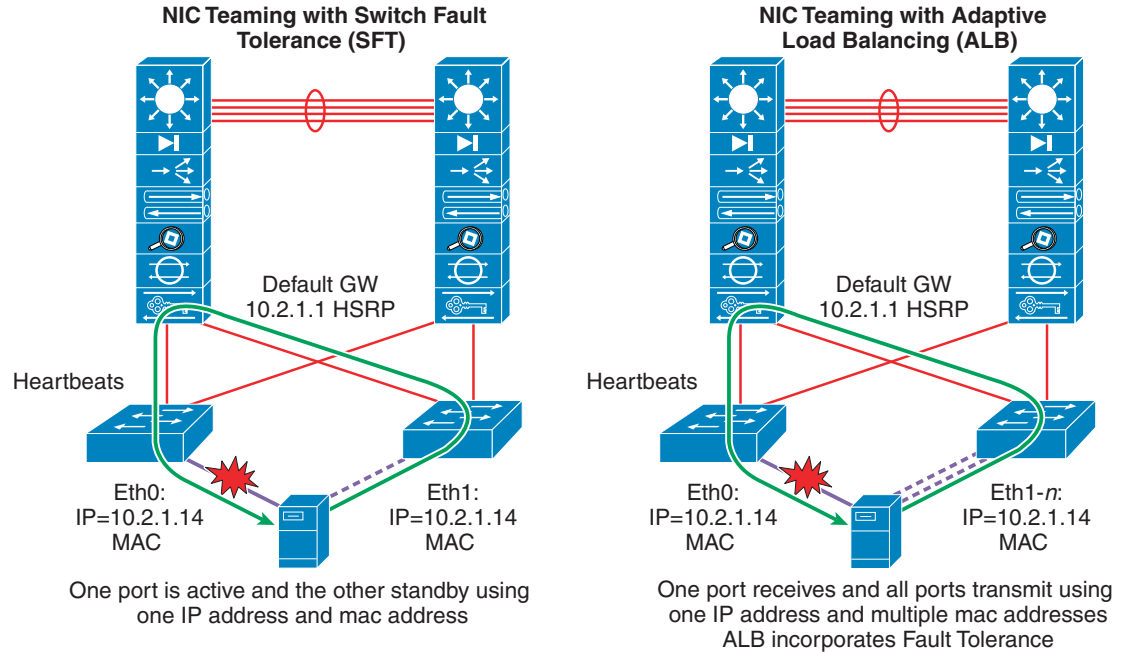 NIC Teaming with Switch Fault
Tolerance (SFT)
Default GW
10.2.1.1 HSRP
Heartbeats
Eth0:
IP=10.2.1.14
MAC
Eth1:
IP=10.2.1.14
MAC
One port is active and the other standby using
one IP address and mac address
NIC Teaming with Adaptive
Load Balancing (ALB)
Default GW
10.2.1.1 HSRP
Heartbeats
Eth0:
IP=10.2.1.14
MAC
Eth1-n:
IP=10.2.1.14
MAC
One port receives and all ports transmit using
one IP address and multiple mac addresses
ALB incorporates Fault Tolerance